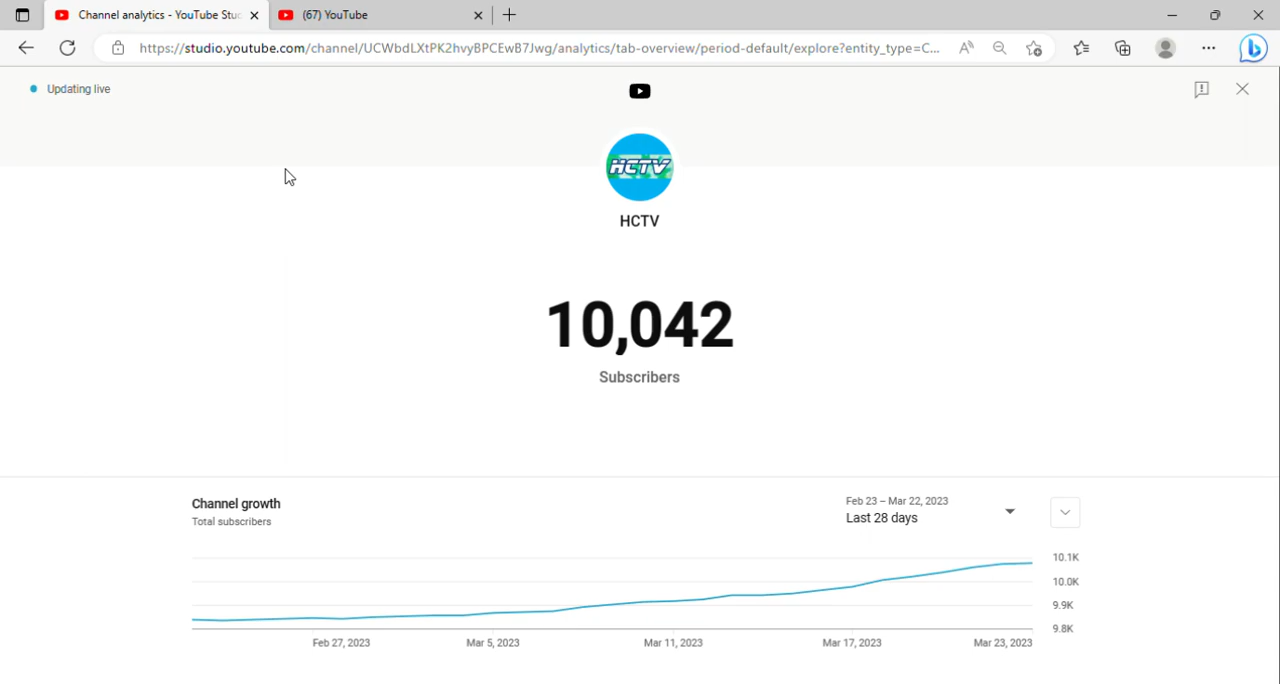 Channel analytics - YouTube Stu
(67) YouTube
https://studio.youtube.com/channel/UCWbdLXtPK2hvyBPCEwB7Jwg/analytics/tab-overview/period-default/explore?entity_type=C...
Updating live
HCTV
HCTV
10,042
Subscribers
Channel growth
Total subscribers
Feb 23 – Mar 22, 2023
Last 28 days
10.1K
10.0K
9.9K
9.8K
Feb 27, 2023
Mar 5, 2023
Mar 11, 2023
Mar 17, 2023
Mar 23, 2023